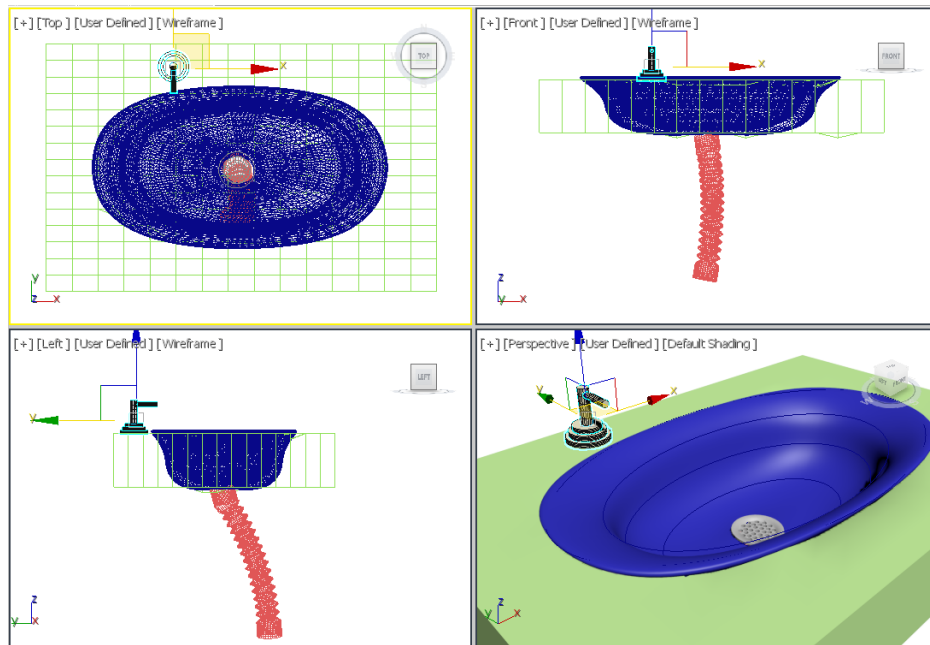 [+] [Top] [User Defined] [Wireframe]
TOP
x
y
z x
[+] [Front] [User Defined] [Wireframe]
FRONT
x
z
y x
[+] [Left] [User Defined] [Wireframe]
LEFT
y
z
y x
[+] [Perspective] [User Defined] [Default Shading]
FRONT
y
x
z
y x